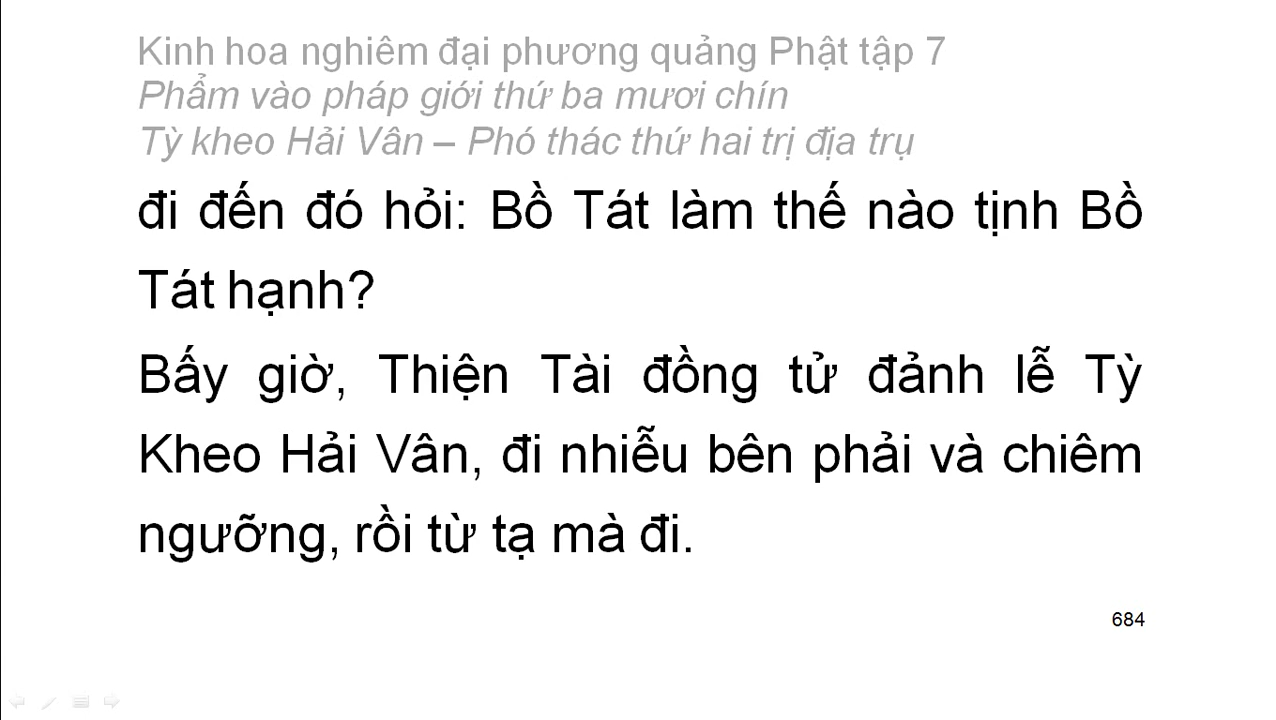 Kinh hoa nghiêm đại phương quảng Phật tập 7
Phẩm vào pháp giới thứ ba mươi chín
Tỳ kheo Hải Vân – Phó thác thứ hai trị địa trụ
đi đến đó hỏi: Bồ Tát làm thế nào tịnh Bồ
Tát hạnh?
Bấy giờ, Thiện Tài đồng tử đảnh lễ Tỳ
Kheo Hải Vân, đi nhiễu bên phải và chiêm
ngưỡng, rồi từ tạ mà đi.
684